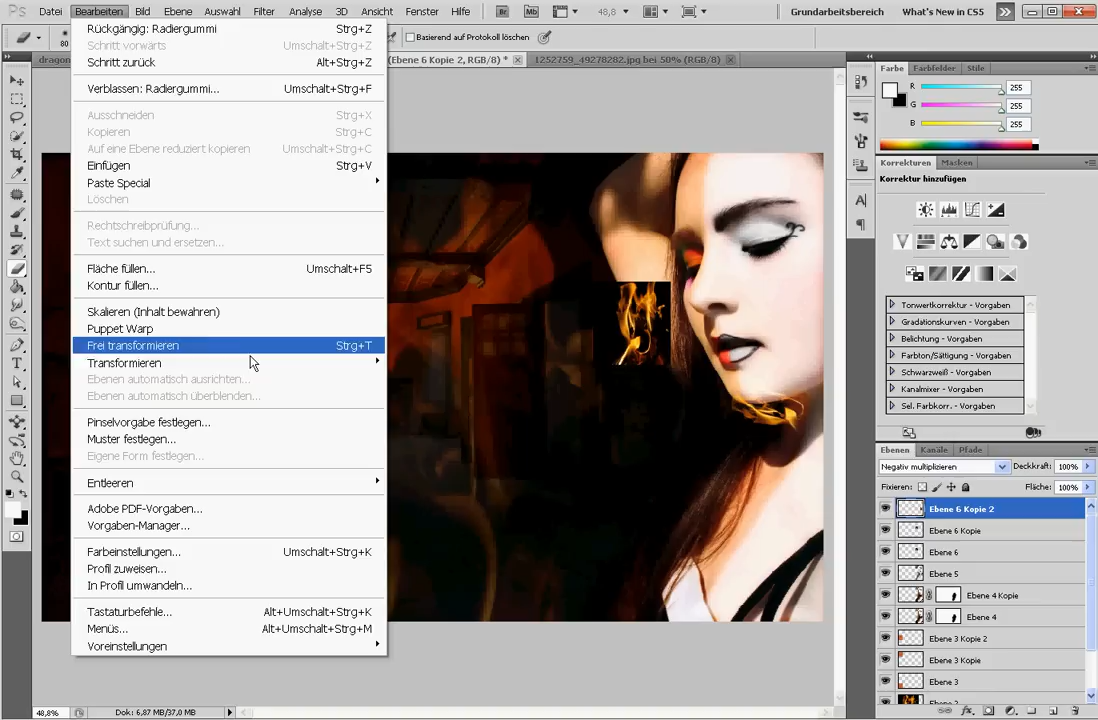 Ps Datei Bearbeiten Bild Ebene Auswahl Filter Analyse 3D Ansicht Fenster Hilfe Br Mb 48,8 Grundarbeitsbereich What's New in CS5
80 Basierend auf Protokoll löschen
dragon (Ebene 6 Kopie 2, RGB/8) * 1252759_49278282.jpg bei 50% (RGB/8)
Rückgängig: Radiergummi Strg+Z
Schritt vorwärts Umschalt+Strg+Z
Schritt zurück Alt+Strg+Z
Verblassen: Radiergummi... Umschalt+Strg+F
Ausschneiden Strg+X
Kopieren Strg+C
Auf eine Ebene reduziert kopieren Umschalt+Strg+C
Einfügen Strg+V
Paste Special
Löschen
Rechtschreibprüfung...
Text suchen und ersetzen...
Fläche füllen... Umschalt+F5
Kontur füllen...
Skalieren (Inhalt bewahren)
Puppet Warp
Frei transformieren Strg+T
Transformieren
Ebenen automatisch ausrichten...
Ebenen automatisch überblenden...
Pinselvorgabe festlegen...
Muster festlegen...
Eigene Form festlegen...
Entleeren
Adobe PDF-Vorgaben...
Vorgaben-Manager...
Farbeinstellungen... Umschalt+Strg+K
Profil zuweisen...
In Profil umwandeln...
Tastaturbefehle... Alt+Umschalt+Strg+K
Menüs... Alt+Umschalt+Strg+M
Voreinstellungen
Farbe Farbfelder Stile
R 255
G 255
B 255
Korrekturen Masken
Korrektur hinzufügen
Tonwertkorrektur - Vorgaben
Gradationskurven - Vorgaben
Belichtung - Vorgaben
Farbton/Sättigung - Vorgaben
Schwarzweiß - Vorgaben
Kanalmixer - Vorgaben
Sel. Farbkorr. - Vorgaben
Ebenen Kanäle Pfade
Negativ multiplizieren Deckkraft: 100%
Fixieren: Fläche: 100%
Ebene 6 Kopie 2
Ebene 6 Kopie
Ebene 6
Ebene 5
Ebene 4 Kopie
Ebene 4
Ebene 3 Kopie 2
Ebene 3 Kopie
Ebene 3
48,8% Dok: 6,87 MB/37,0 MB